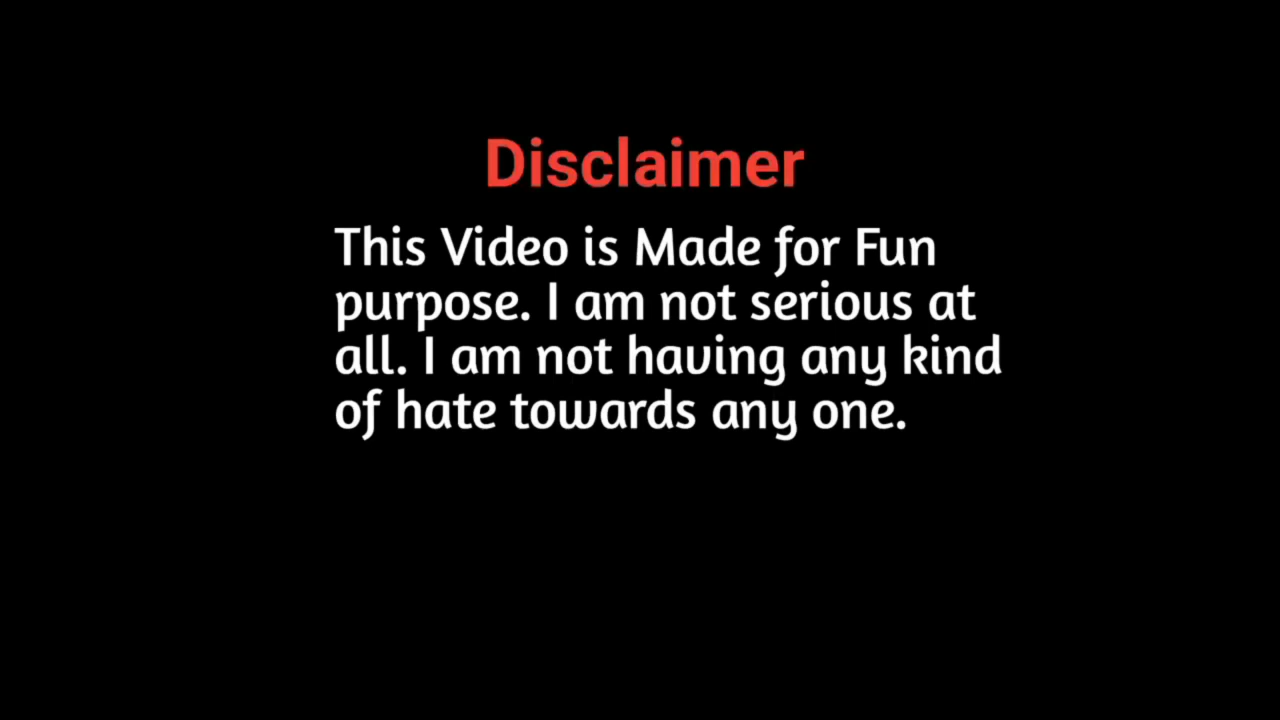 Disclaimer
This Video is Made for Fun
purpose. I am not serious at
all. I am not having any kind
of hate towards any one.